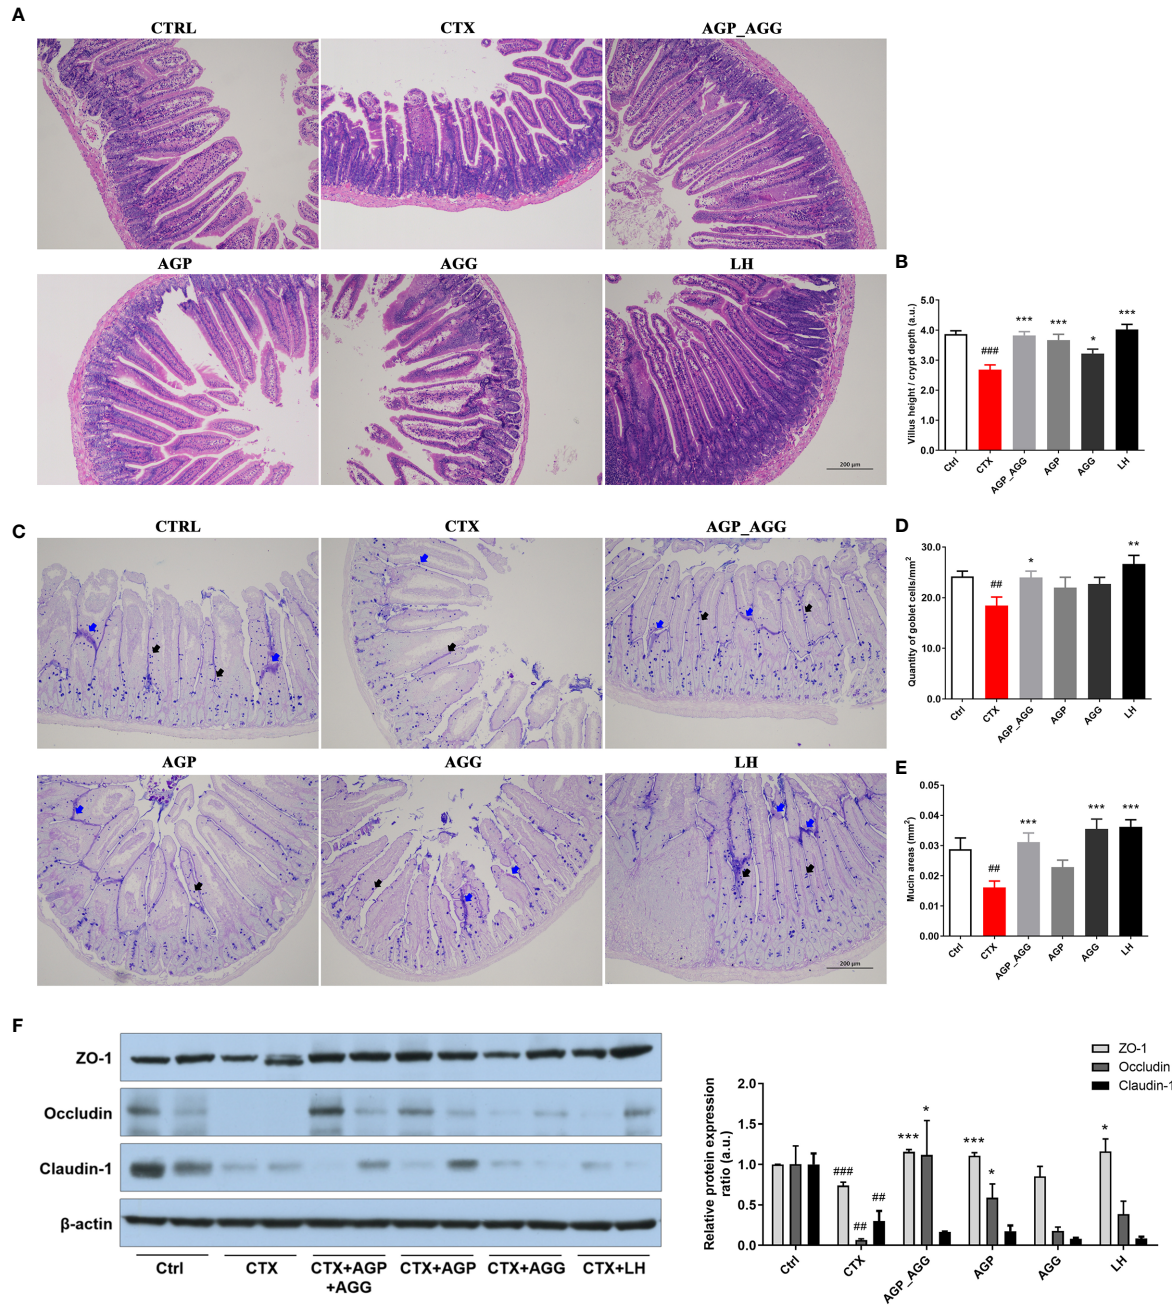 A
CTRL
CTX
AGP_AGG
AGP
AGG
LH
200 µm
B
Villus height / crypt depth (a.u.)
5.0
4.0
3.0
2.0
1.0
0.0
###
***
***
*
***
Ctrl
CTX
AGP_AGG
AGP
AGG
LH
C
CTRL
CTX
AGP_AGG
AGP
AGG
LH
200 µm
D
Quantity of goblet cells/mm²
30.0
20.0
10.0
0.0
##
*
**
Ctrl
CTX
AGP_AGG
AGP
AGG
LH
E
Mucin areas (mm²)
0.05
0.04
0.03
0.02
0.01
0.00
##
***
***
***
Ctrl
CTX
AGP_AGG
AGP
AGG
LH
F
ZO-1
Occludin
Claudin-1
β-actin
Ctrl
CTX
CTX+AGP
+AGG
CTX+AGP
CTX+AGG
CTX+LH
ZO-1
Occludin
Claudin-1
Relative protein expression
ratio (a.u.)
2.0
1.5
1.0
0.5
0.0
###
##
##
***
*
***
*
*
Ctrl
CTX
AGP_AGG
AGP
AGG
LH